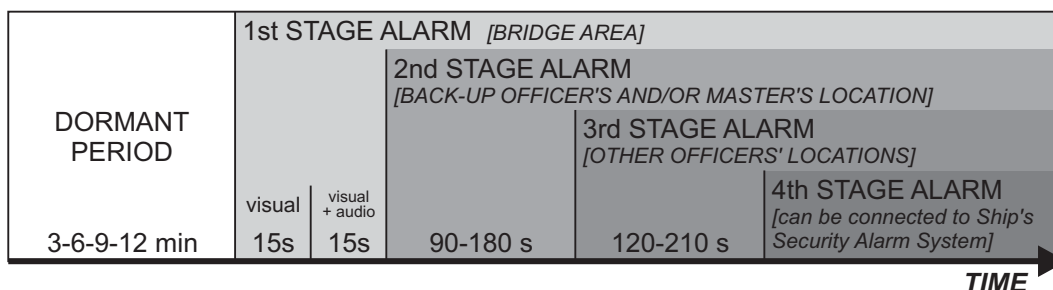 1st STAGE ALARM [BRIDGE AREA]
2nd STAGE ALARM
[BACK-UP OFFICER'S AND/OR MASTER'S LOCATION]
DORMANT
PERIOD
3rd STAGE ALARM
[OTHER OFFICERS' LOCATIONS]
4th STAGE ALARM
[can be connected to Ship's
Security Alarm System]
visual
visual
+ audio
3-6-9-12 min
15s
15s
90-180 s
120-210 s
TIME